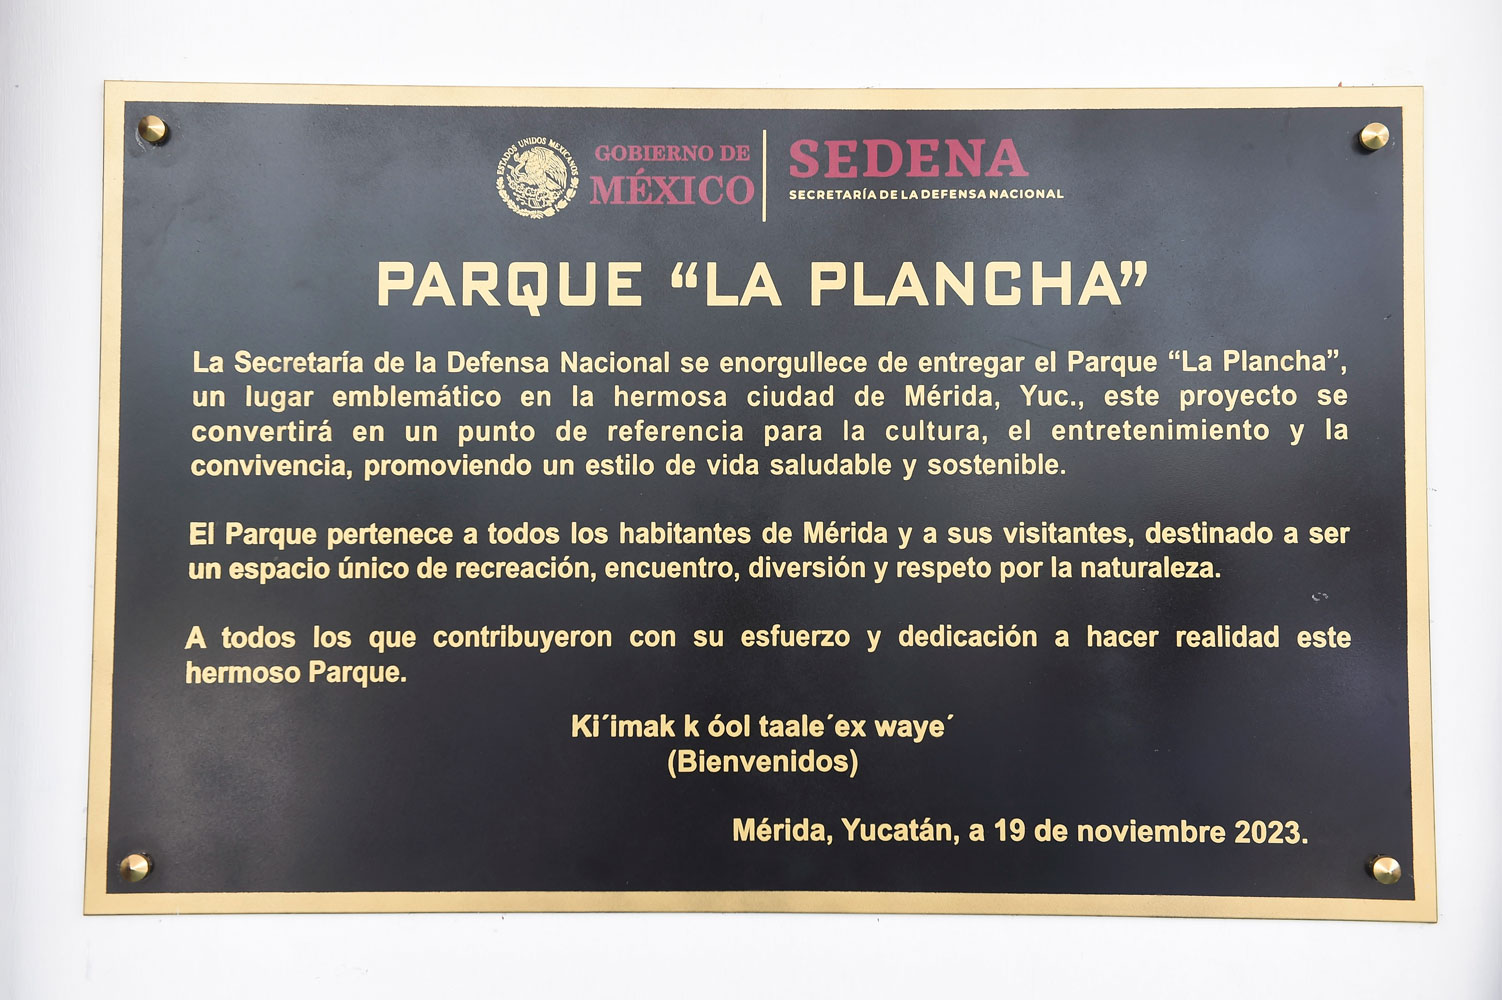 ESTADOS UNIDOS MEXICANOS
GOBIERNO DE
MÉXICO
SEDENA
SECRETARÍA DE LA DEFENSA NACIONAL
PARQUE “LA PLANCHA”
La Secretaría de la Defensa Nacional se enorgullece de entregar el Parque “La Plancha”,
un lugar emblemático en la hermosa ciudad de Mérida, Yuc., este proyecto se
convertirá en un punto de referencia para la cultura, el entretenimiento y la
convivencia, promoviendo un estilo de vida saludable y sostenible.
El Parque pertenece a todos los habitantes de Mérida y a sus visitantes, destinado a ser
un espacio único de recreación, encuentro, diversión y respeto por la naturaleza.
A todos los que contribuyeron con su esfuerzo y dedicación a hacer realidad este
hermoso Parque.
Ki´imak k óol taale´ex waye´
(Bienvenidos)
Mérida, Yucatán, a 19 de noviembre 2023.